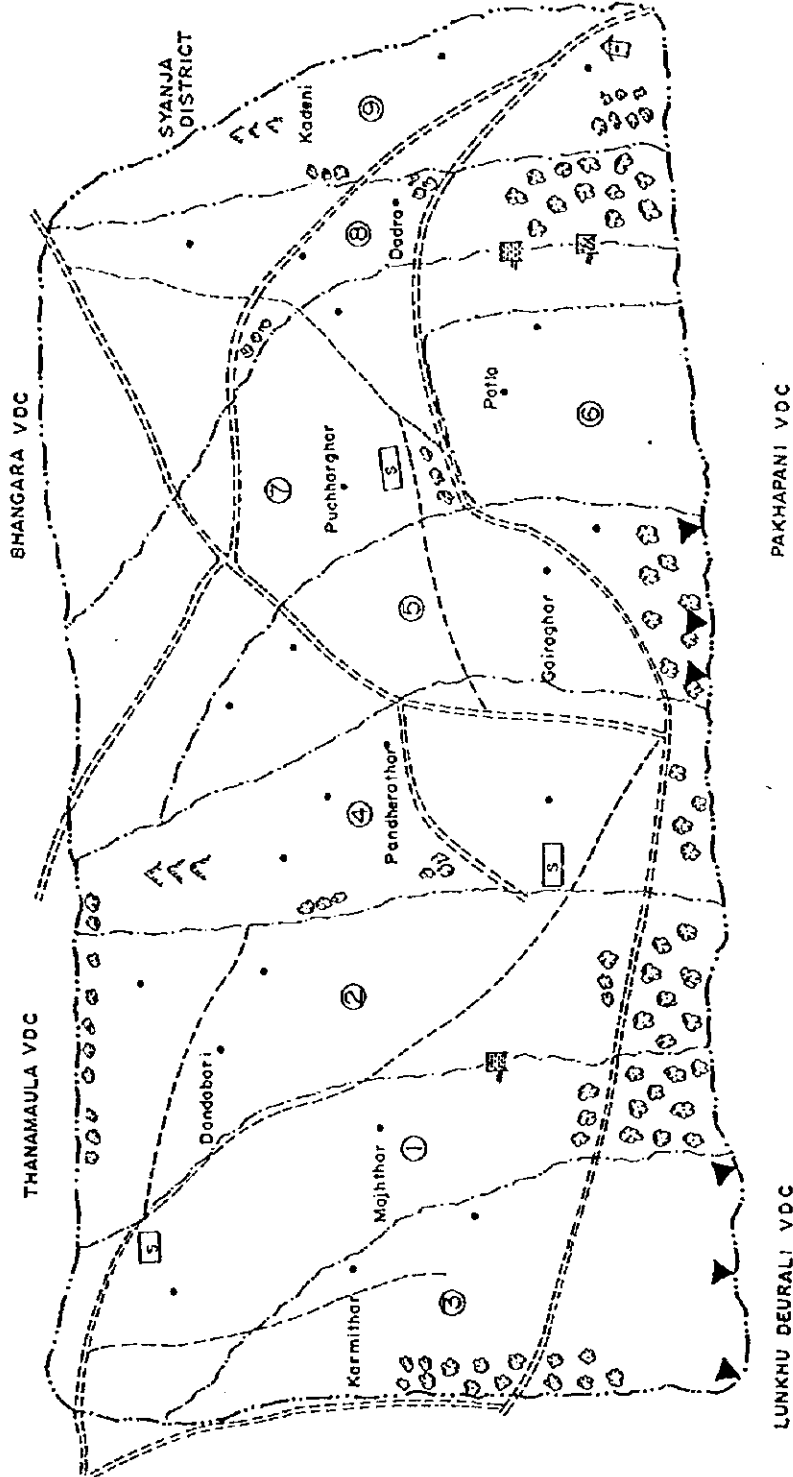 THANAMAULA VDC
BHANGARA VDC
SYANJA
DISTRICT
Kadeni
9
8
Dadra
7
Puchharghar
S
Patla
6
5
Gairaghar
4
Pandherathar
S
2
Dandabari
S
1
Majhthar
3
Karmithar
LUNKHU DEURALI VDC
PAKHAPANI VDC